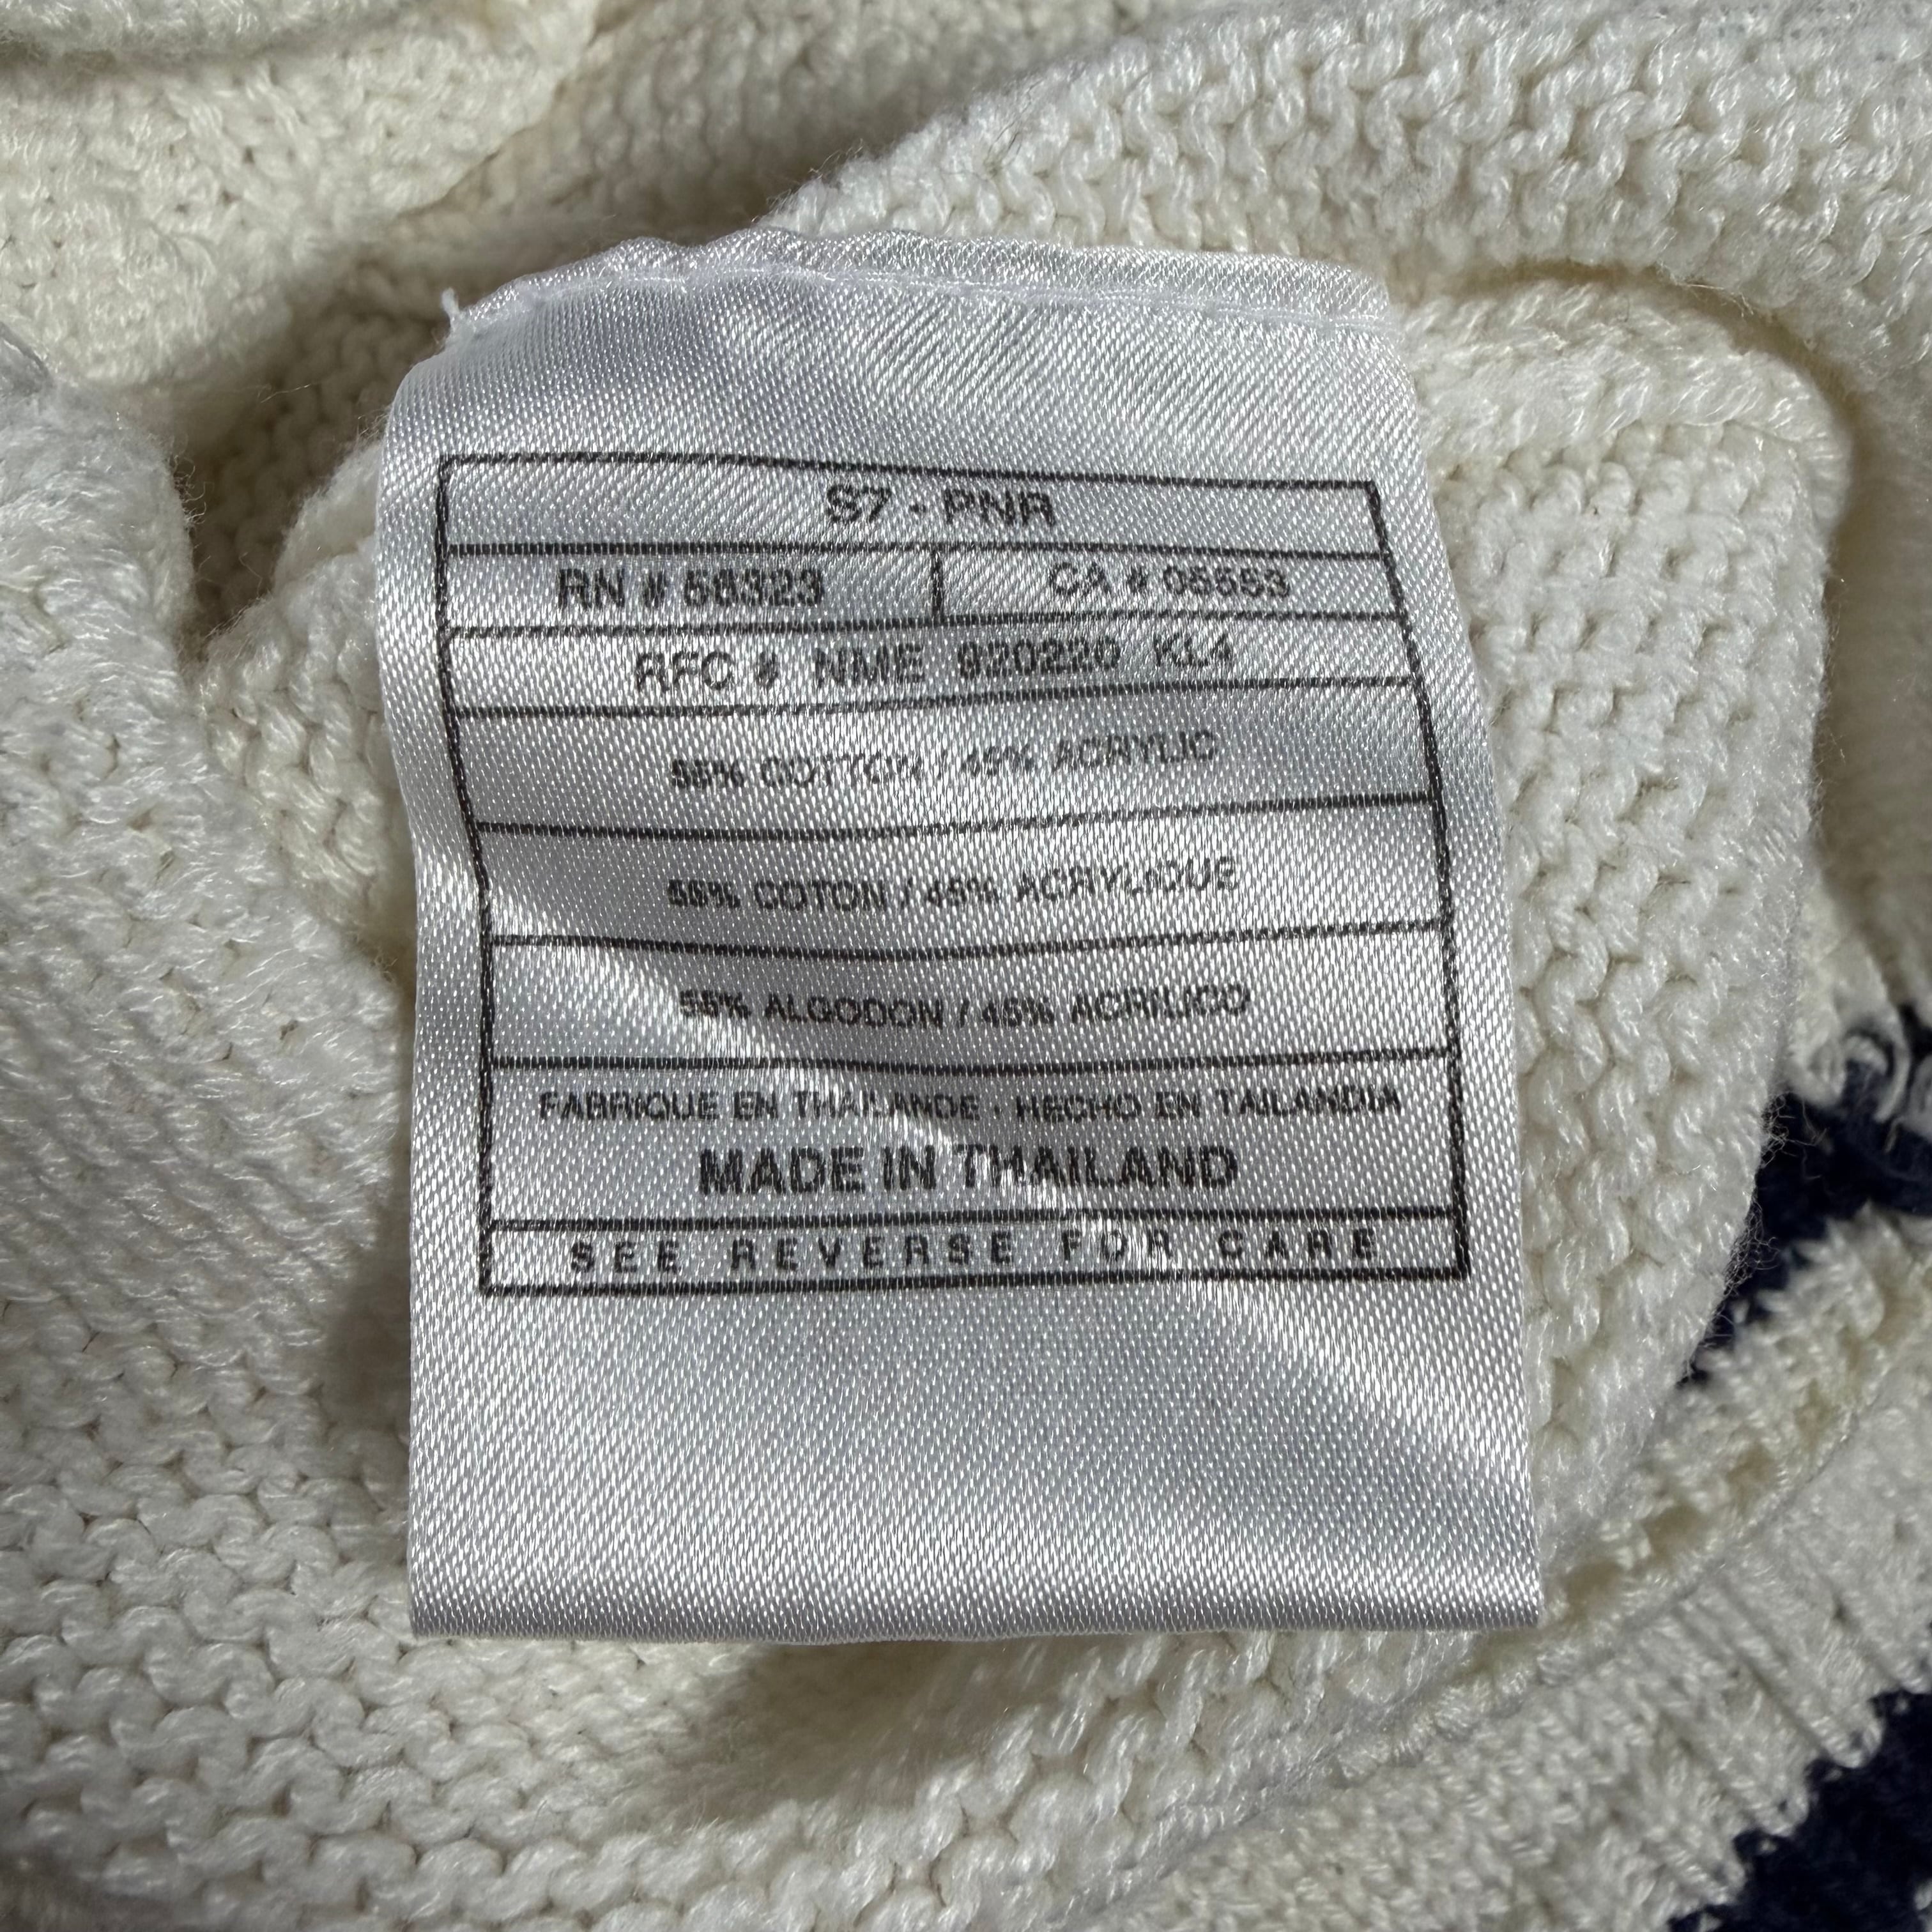 S7 - PNR
RN # 56323 CA # 05553
RFC # NME 920220 KL4
55% COTTON / 45% ACRYLIC
55% COTON / 45% ACRYLIQUE
55% ALGODON / 45% ACRILICO
FABRIQUE EN THAILANDE - HECHO EN TAILANDIA
MADE IN THAILAND
SEE REVERSE FOR CARE